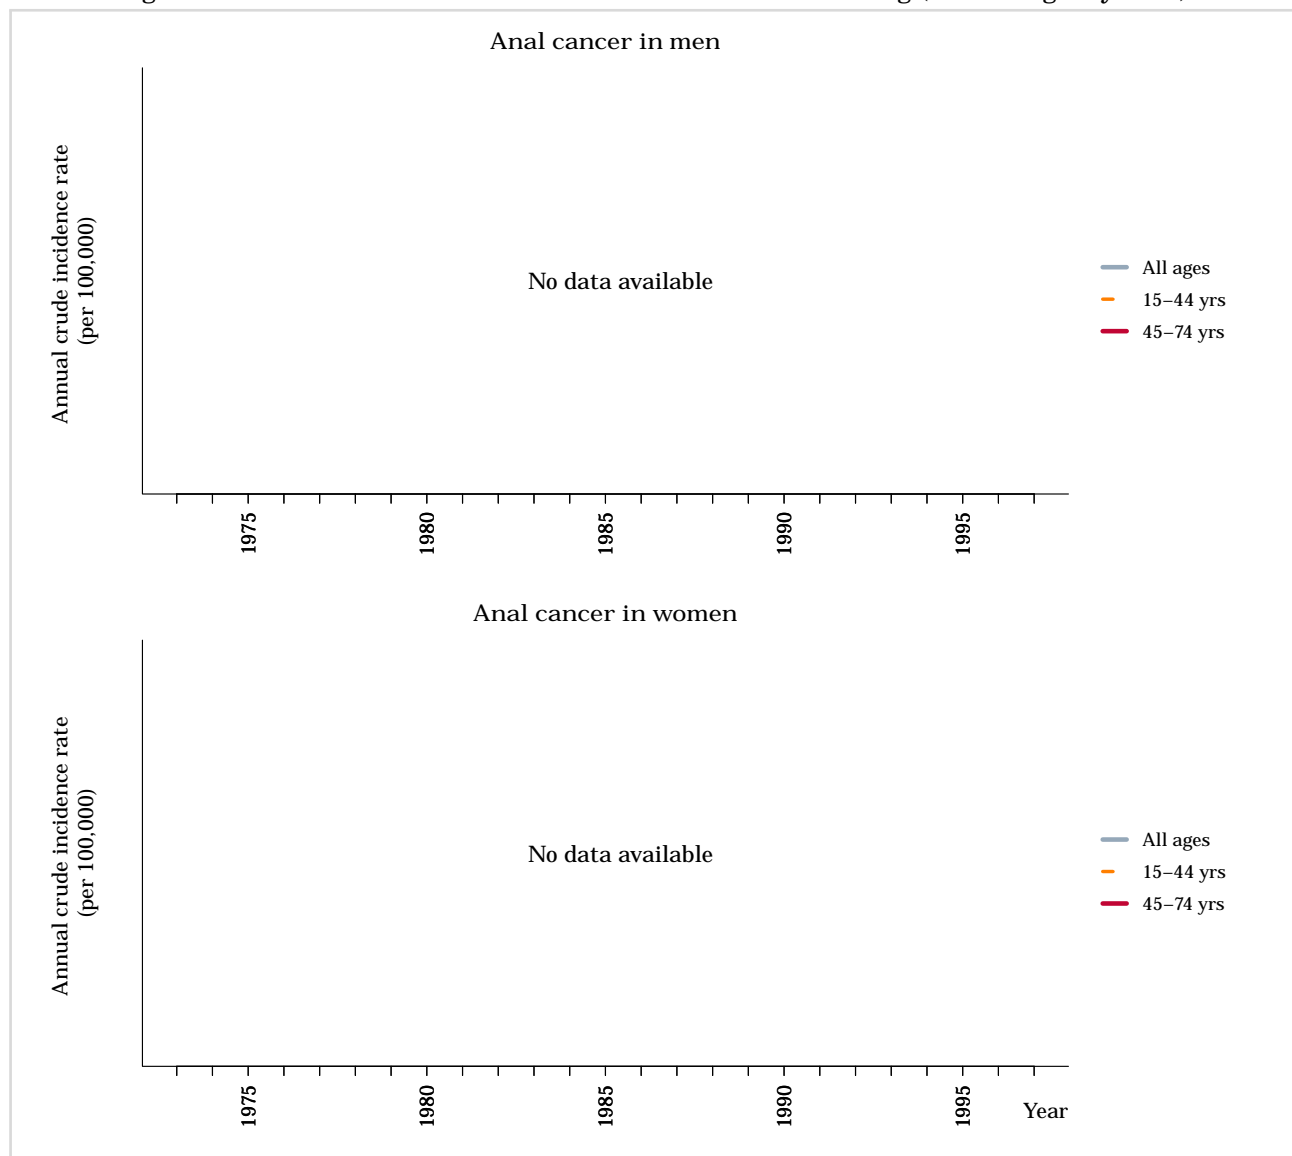 Anal cancer in men
Annual crude incidence rate
(per 100,000)
No data available
All ages
15–44 yrs
45–74 yrs
1975
1980
1985
1990
1995
Anal cancer in women
Annual crude incidence rate
(per 100,000)
No data available
All ages
15–44 yrs
45–74 yrs
1975
1980
1985
1990
1995
Year